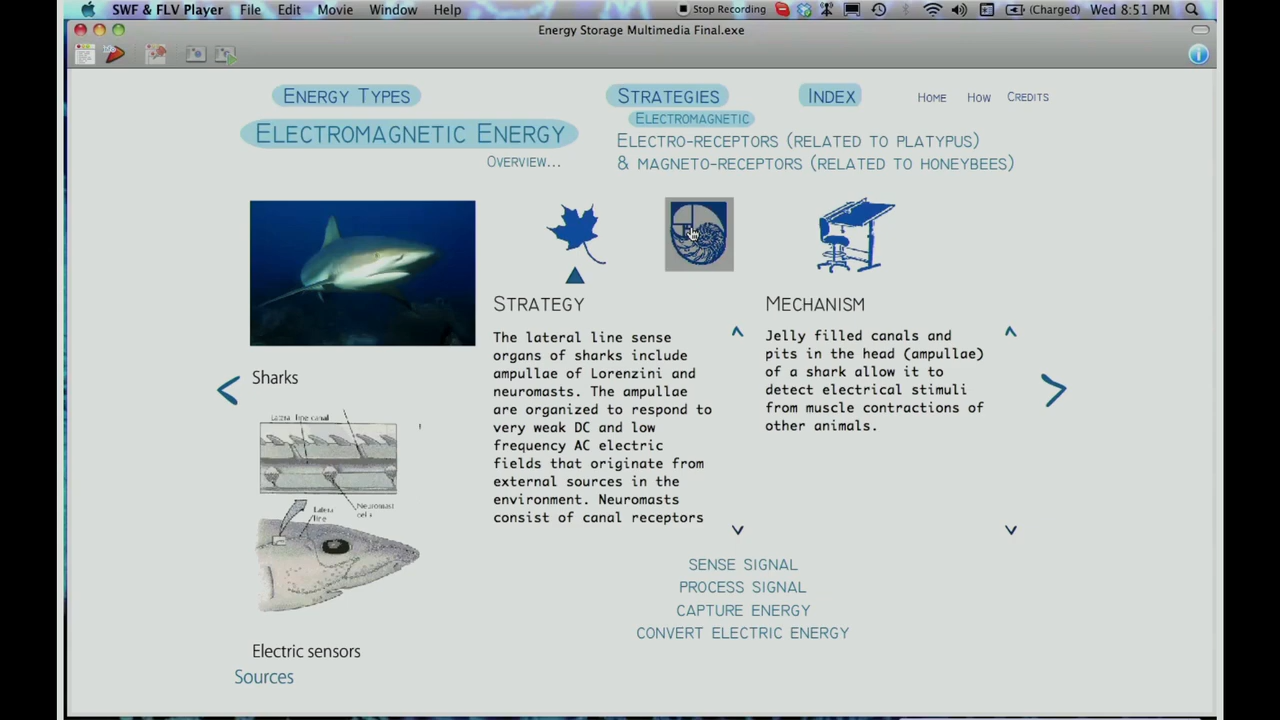 SWF & FLV Player File Edit Movie Window Help Stop Recording (Charged) Wed 8:51 PM
Energy Storage Multimedia Final.exe
Energy Types Strategies Index Home How Credits
Electromagnetic
Electromagnetic Energy
Electro-receptors (related to platypus)
& magneto-receptors (related to honeybees)
Overview...
Strategy
The lateral line sense
organs of sharks include
ampullae of Lorenzini and
neuromasts. The ampullae
are organized to respond to
very weak DC and low
frequency AC electric
fields that originate from
external sources in the
environment. Neuromasts
consist of canal receptors
Mechanism
Jelly filled canals and
pits in the head (ampullae)
of a shark allow it to
detect electrical stimuli
from muscle contractions of
other animals.
Sharks
Lateral line canal
Neuromast
Lateral
line
Electric sensors
Sources
sense signal
process signal
capture energy
convert electric energy